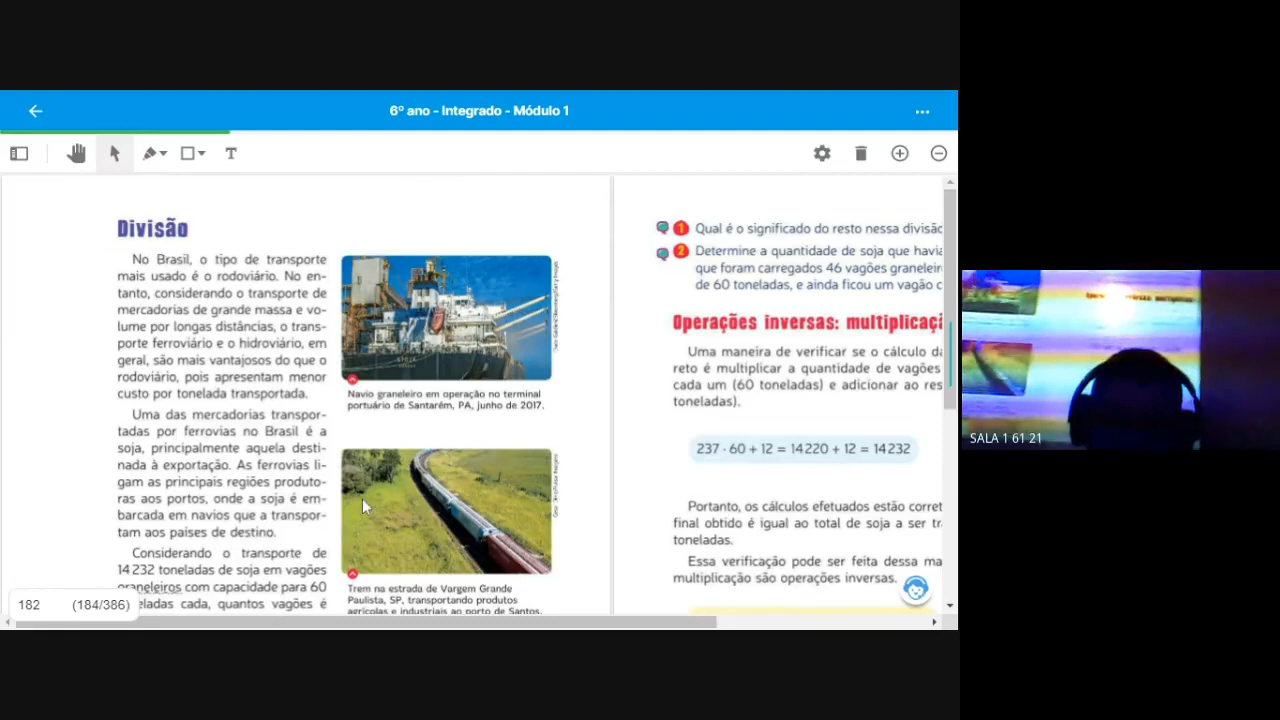 6º ano - Integrado - Módulo 1
Divisão
No Brasil, o tipo de transporte
mais usado é o rodoviário. No en-
tanto, considerando o transporte de
mercadorias de grande massa e vo-
lume por longas distâncias, o trans-
porte ferroviário e o hidroviário, em
geral, são mais vantajosos do que o
rodoviário, pois apresentam menor
custo por tonelada transportada.
Uma das mercadorias transpor-
tadas por ferrovias no Brasil é a
soja, principalmente aquela desti-
nada à exportação. As ferrovias li-
gam as principais regiões produto-
ras aos portos, onde a soja é em-
barcada em navios que a transpor-
tam aos países de destino.
Considerando o transporte de
14 232 toneladas de soja em vagões
graneleiros com capacidade para 60
eladas cada, quantos vagões é
Navio graneleiro em operação no terminal
portuário de Santarém, PA, junho de 2017.
Trem na estrada de Vargem Grande
Paulista, SP, transportando produtos
agrícolas e industriais ao porto de Santos.
182 (184/386)
1 Qual é o significado do resto nessa divisão
2 Determine a quantidade de soja que havia
que foram carregados 46 vagões graneleir
de 60 toneladas, e ainda ficou um vagão c
Operações inversas: multiplicaçã
Uma maneira de verificar se o cálculo da
reto é multiplicar a quantidade de vagões
cada um (60 toneladas) e adicionar ao res
toneladas).
237 · 60 + 12 = 14 220 + 12 = 14 232
Portanto, os cálculos efetuados estão corret
final obtido é igual ao total de soja a ser tr
toneladas.
Essa verificação pode ser feita dessa ma
multiplicação são operações inversas.
SALA 1 61 21